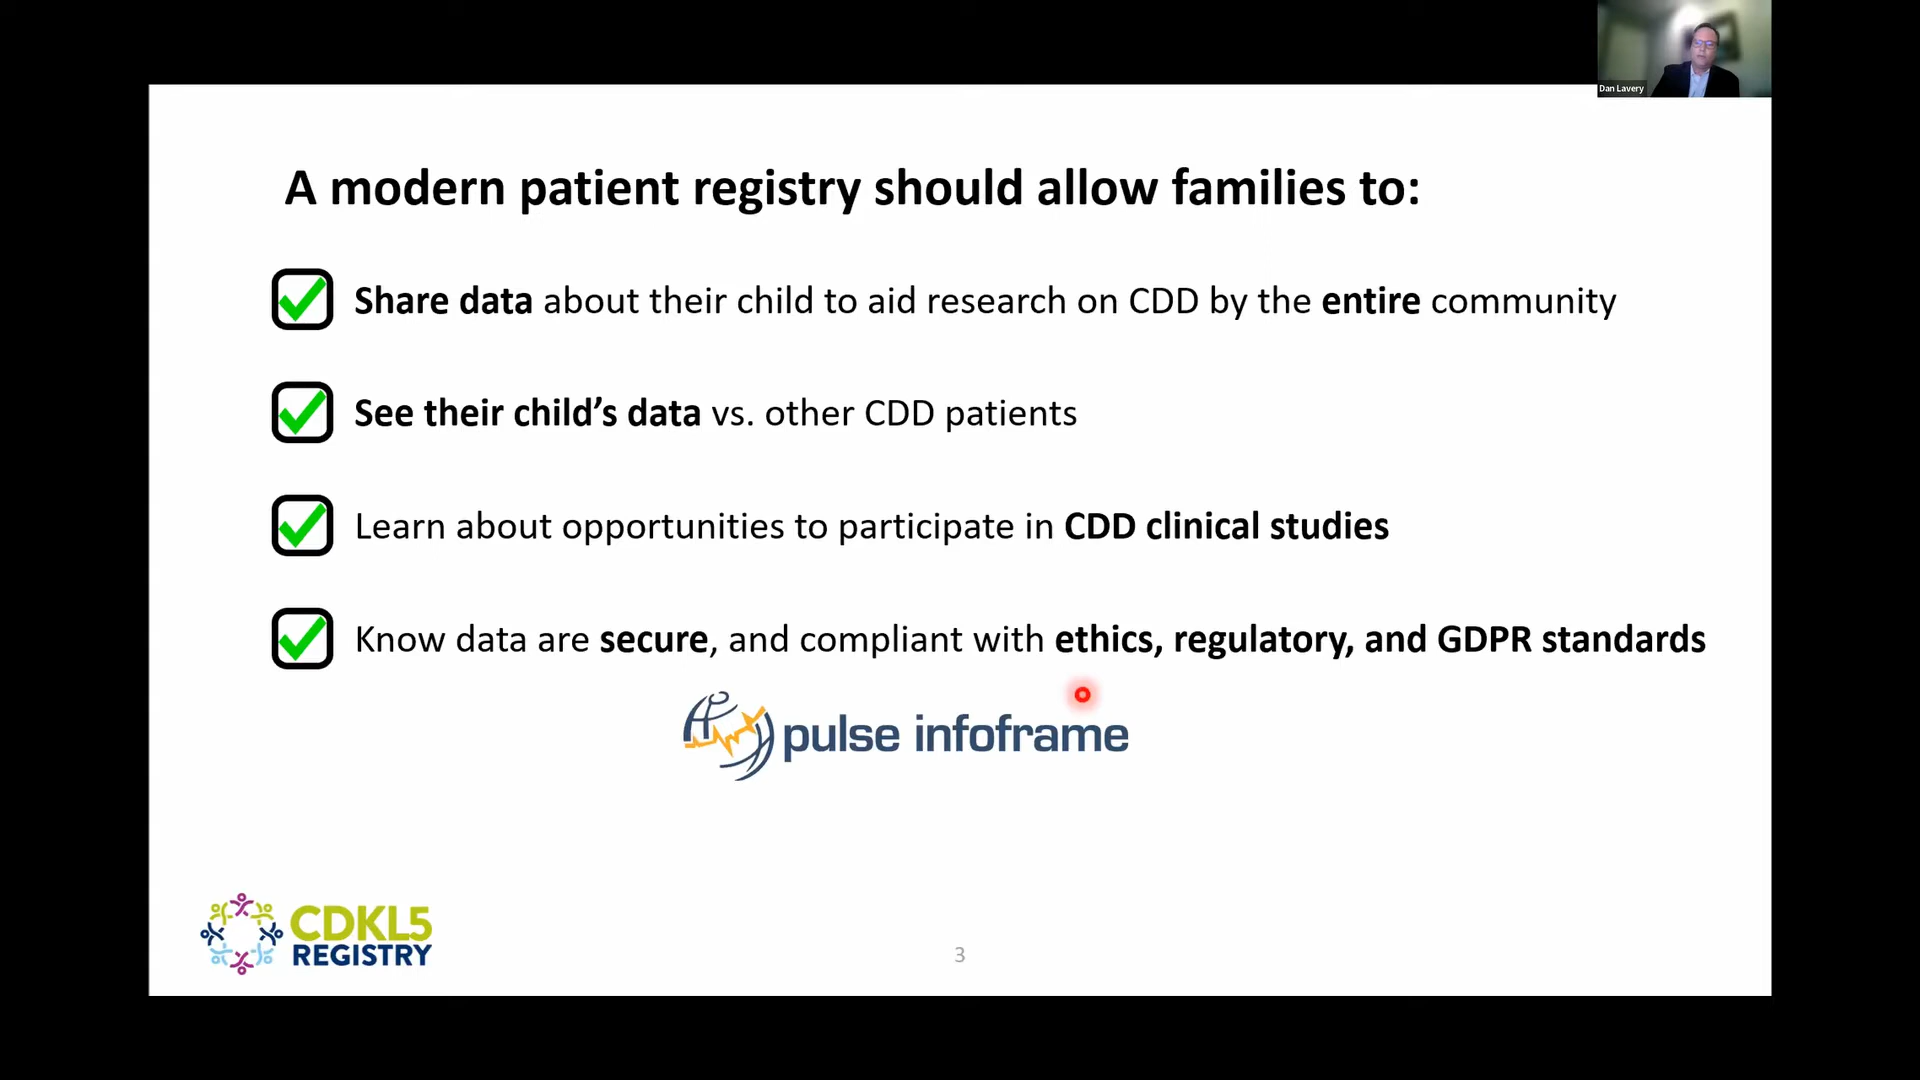 Dan Lavery
A modern patient registry should allow families to:
Share data about their child to aid research on CDD by the entire community
See their child’s data vs. other CDD patients
Learn about opportunities to participate in CDD clinical studies
Know data are secure, and compliant with ethics, regulatory, and GDPR standards
pulse infoframe
CDKL5
REGISTRY
3